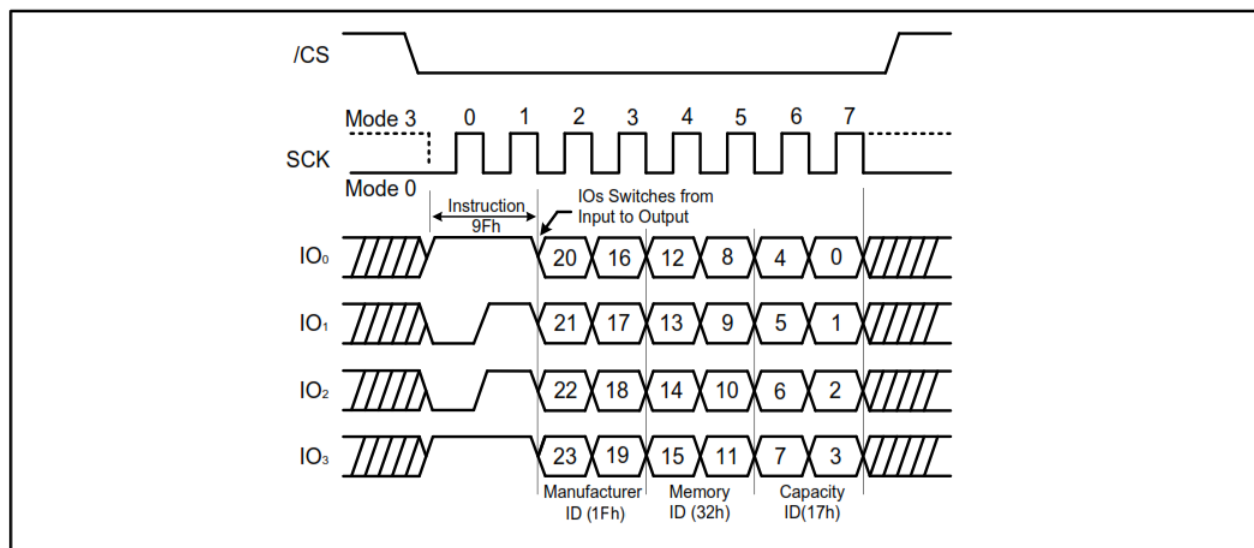 /CS
Mode 3 0 1 2 3 4 5 6 7
SCK
Mode 0
Instruction
9Fh
IOs Switches from
Input to Output
IO₀ 20 16 12 8 4 0
IO₁ 21 17 13 9 5 1
IO₂ 22 18 14 10 6 2
IO₃ 23 19 15 11 7 3
Manufacturer Memory Capacity
ID (1Fh) ID (32h) ID(17h)